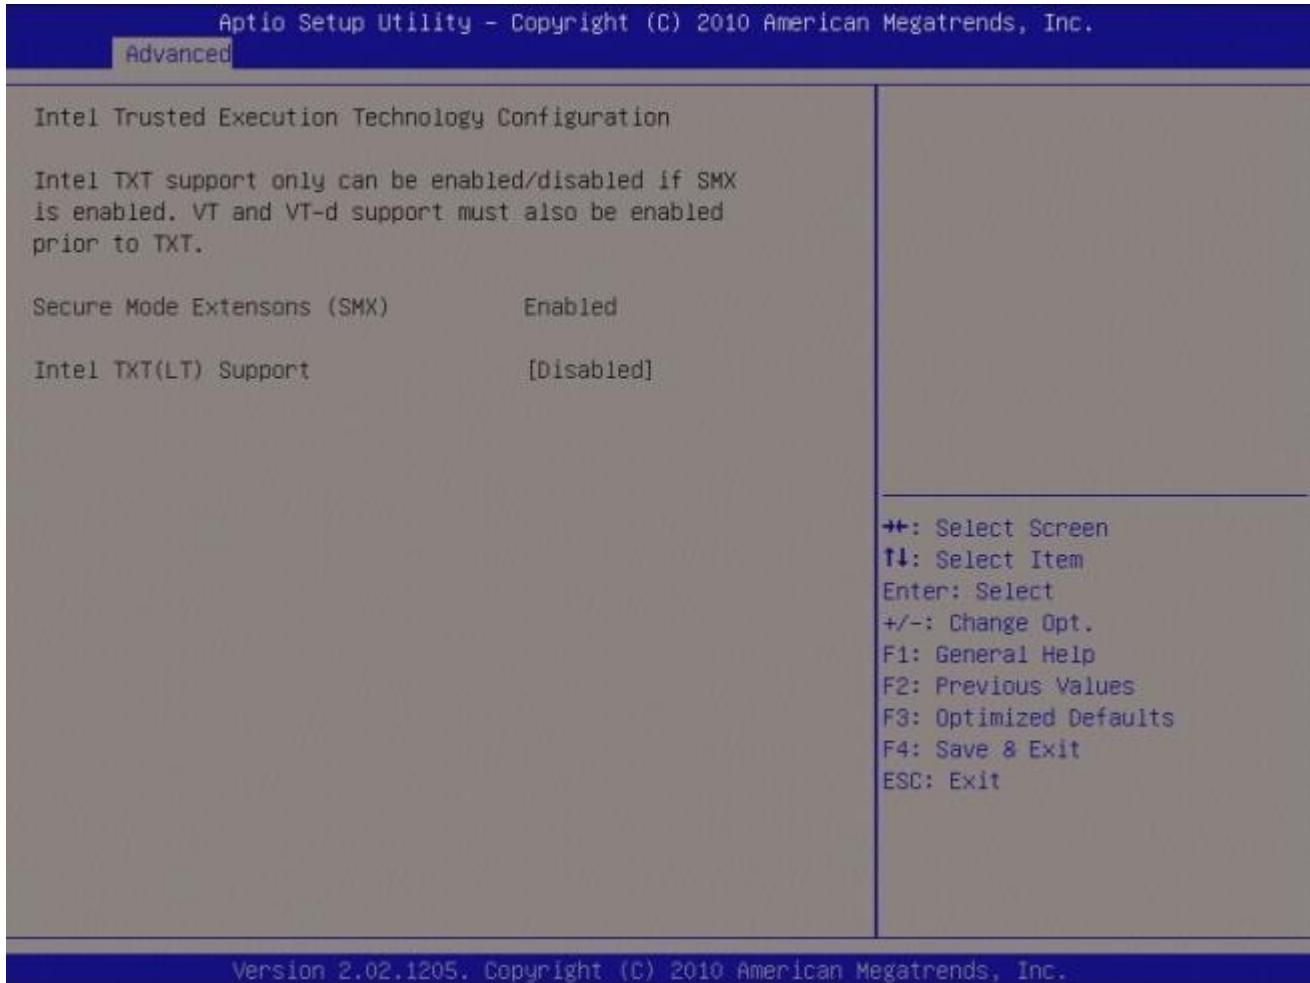 Aptio Setup Utility – Copyright (C) 2010 American Megatrends, Inc.
Advanced
Intel Trusted Execution Technology Configuration
Intel TXT support only can be enabled/disabled if SMX
is enabled. VT and VT-d support must also be enabled
prior to TXT.
Secure Mode Extensons (SMX) Enabled
Intel TXT(LT) Support [Disabled]
→←: Select Screen
↑↓: Select Item
Enter: Select
+/-: Change Opt.
F1: General Help
F2: Previous Values
F3: Optimized Defaults
F4: Save & Exit
ESC: Exit
Version 2.02.1205. Copyright (C) 2010 American Megatrends, Inc.